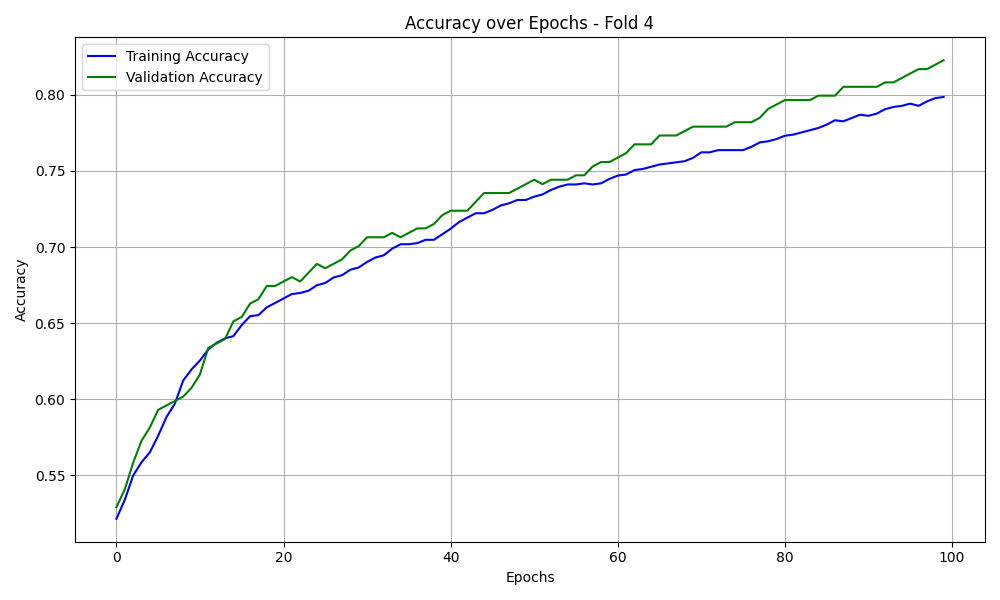 Accuracy over Epochs - Fold 4
Training Accuracy
Validation Accuracy
Accuracy
0.80
0.75
0.70
0.65
0.60
0.55
0 20 40 60 80 100
Epochs